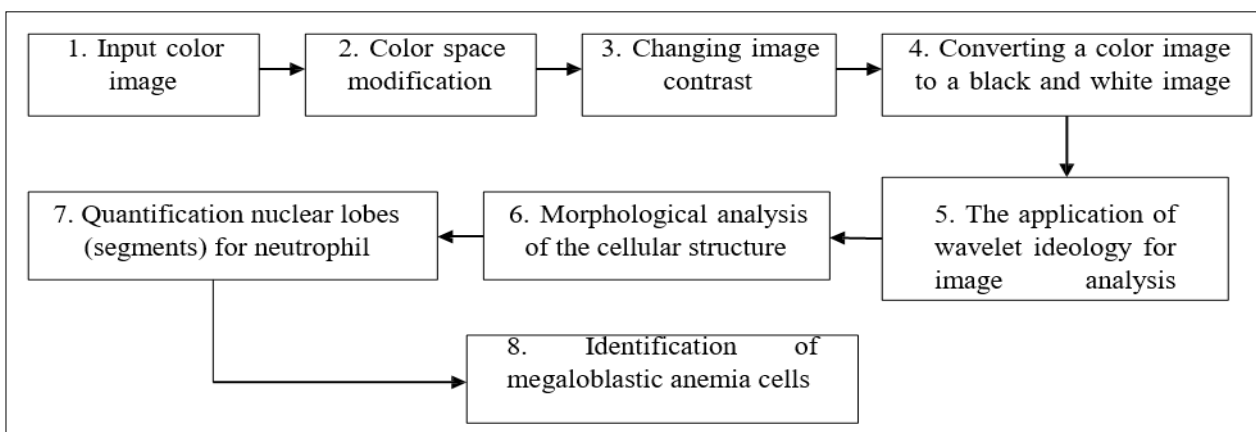 1. Input color
image
2. Color space
modification
3. Changing image
contrast
4. Converting a color image
to a black and white image
5. The application of
wavelet ideology for
image analysis
6. Morphological analysis
of the cellular structure
7. Quantification nuclear lobes
(segments) for neutrophil
8. Identification of
megaloblastic anemia cells